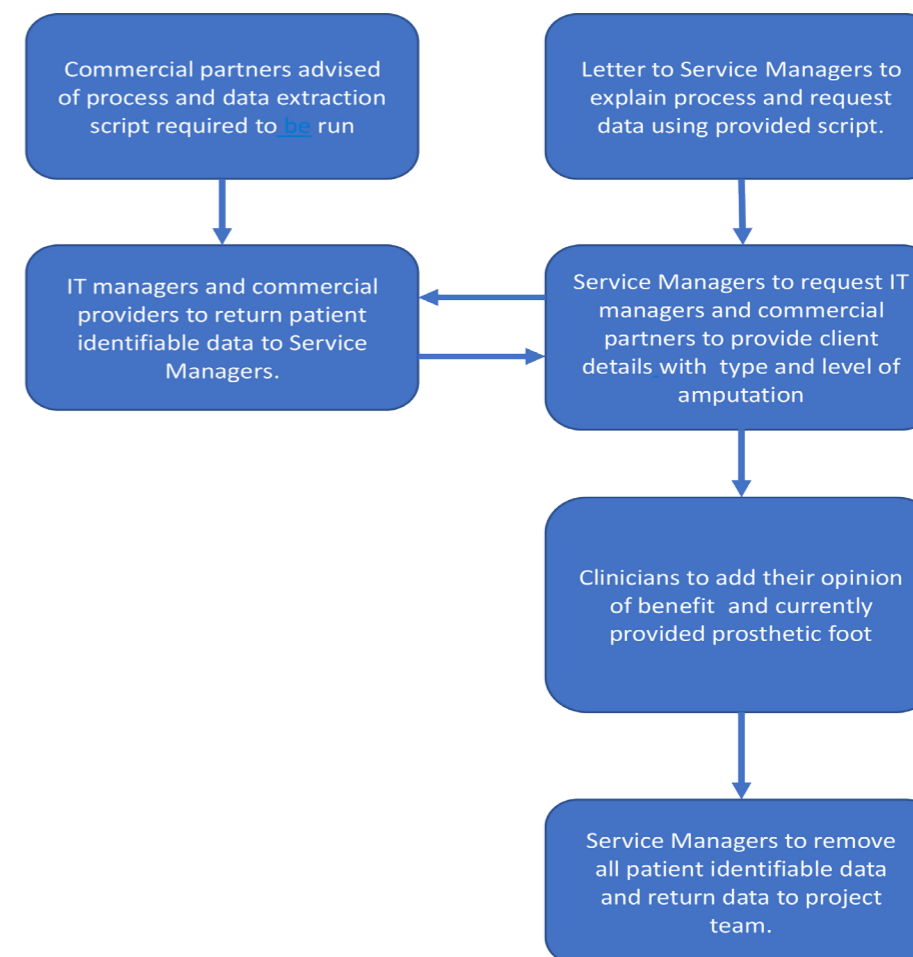 Commercial partners advised
of process and data extraction
script required to be run
Letter to Service Managers to
explain process and request
data using provided script.
IT managers and commercial
providers to return patient
identifiable data to Service
Managers.
Service Managers to request IT
managers and commercial
partners to provide client
details with type and level of
amputation
Clinicians to add their opinion
of benefit and currently
provided prosthetic foot
Service Managers to remove
all patient identifiable data
and return data to project
team.